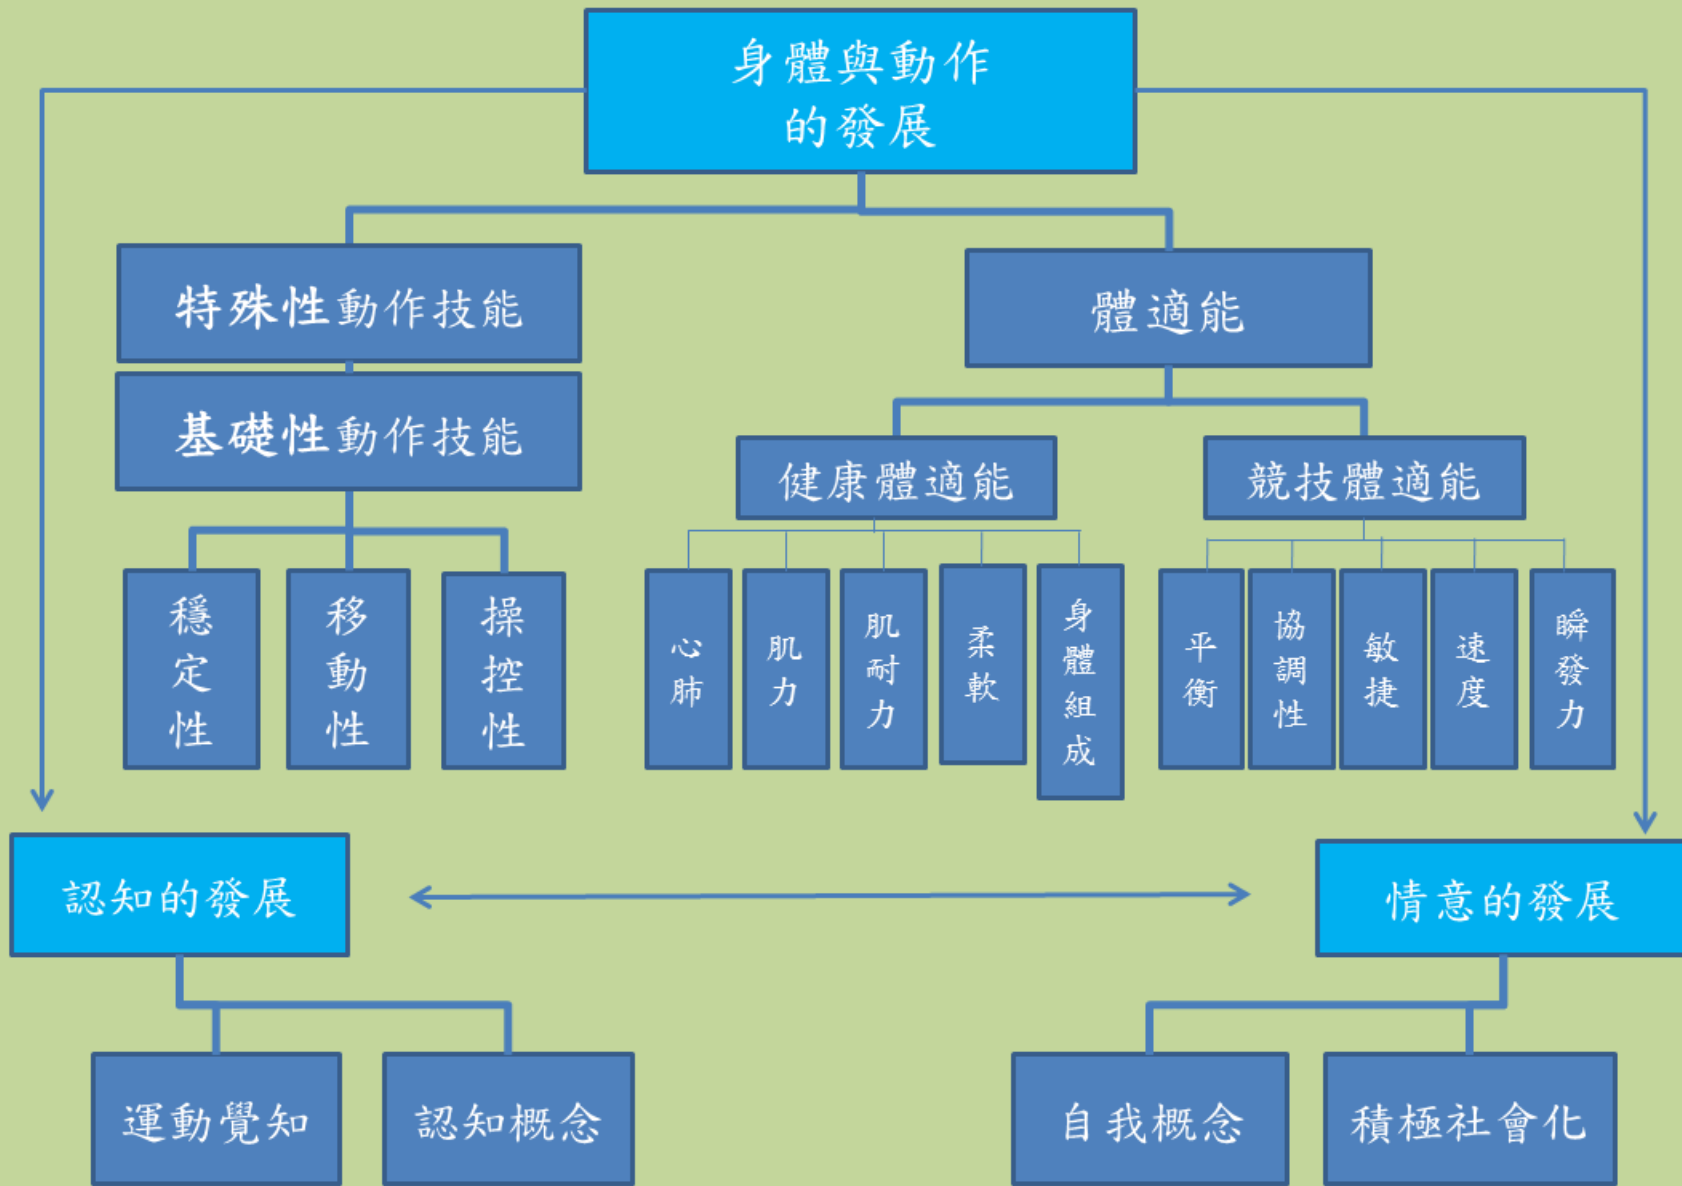 身體與動作
的發展
特殊性動作技能
體適能
基礎性動作技能
健康體適能
競技體適能
穩定性
移動性
操控性
心肺
肌力
肌耐力
柔軟
身體組成
平衡
協調性
敏捷
速度
瞬發力
認知的發展
情意的發展
運動覺知
認知概念
自我概念
積極社會化